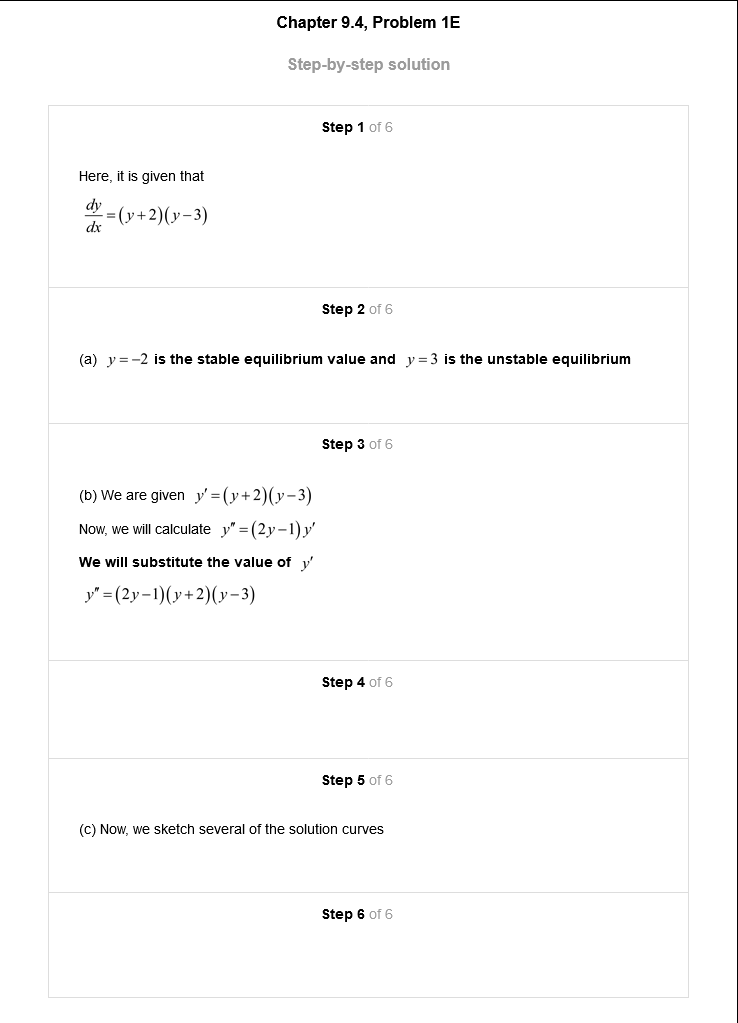 Chapter 9.4, Problem 1E
Step-by-step solution
Step 1 of 6
Here, it is given that
dy/dx = (y+2)(y−3)
Step 2 of 6
(a) y = −2 is the stable equilibrium value and y = 3 is the unstable equilibrium
Step 3 of 6
(b) We are given y′ = (y+2)(y−3)
Now, we will calculate y″ = (2y−1)y′
We will substitute the value of y′
y″ = (2y−1)(y+2)(y−3)
Step 4 of 6
Step 5 of 6
(c) Now, we sketch several of the solution curves
Step 6 of 6